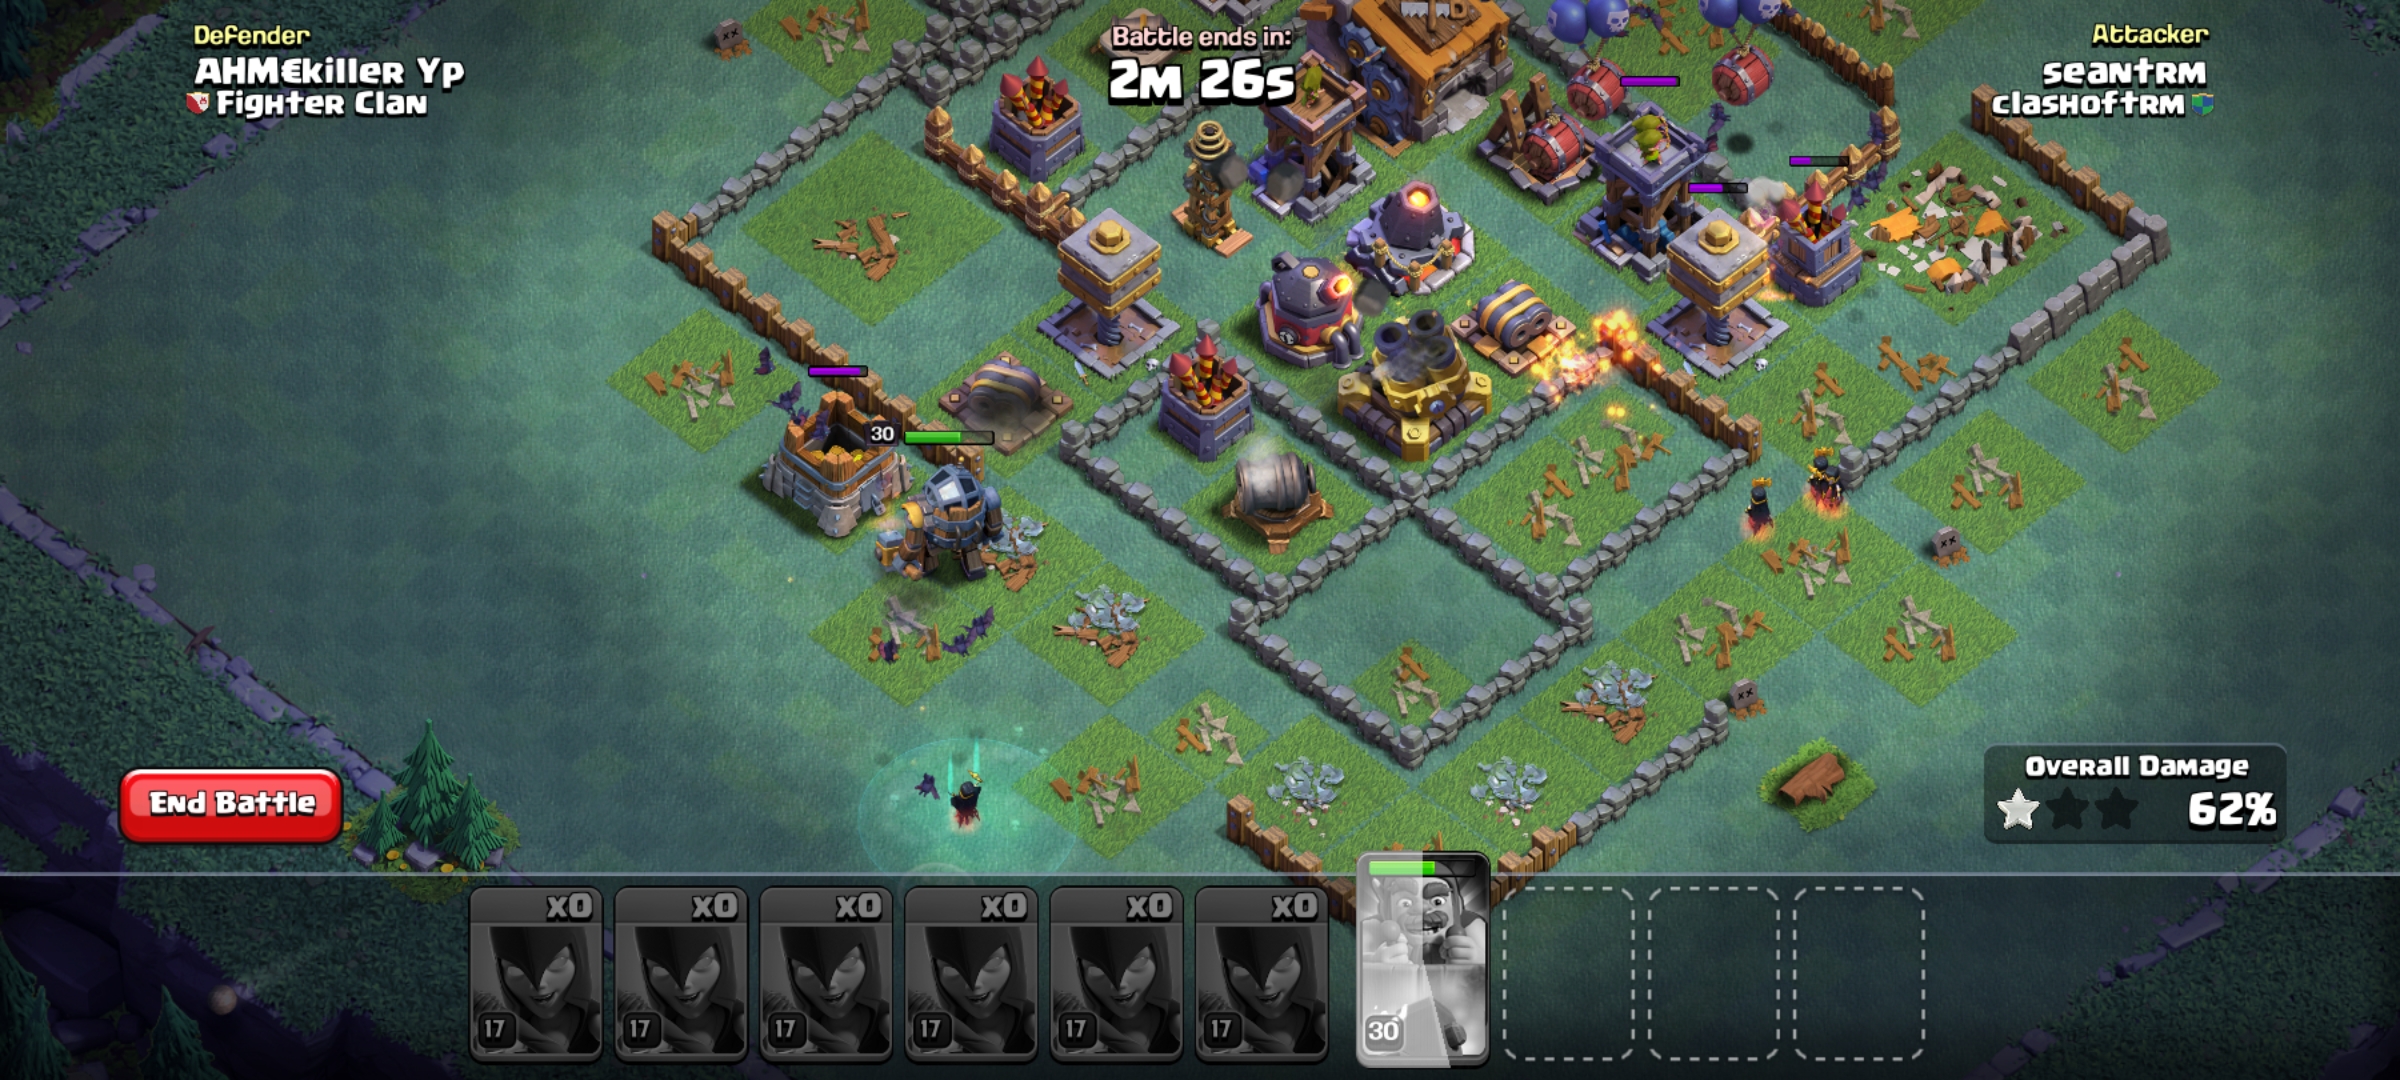 Defender
AHM€killer Yp
Fighter Clan
Battle ends in:
2M 26s
Attacker
seantRM
clashoftRM
30
End Battle
Overall Damage
62%
x0
x0
x0
x0
x0
x0
17
17
17
17
17
17
30